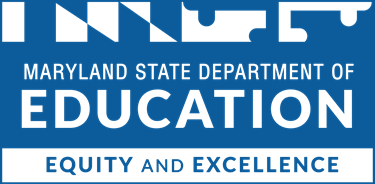 MARYLAND STATE DEPARTMENT OF
EDUCATION
EQUITY AND EXCELLENCE